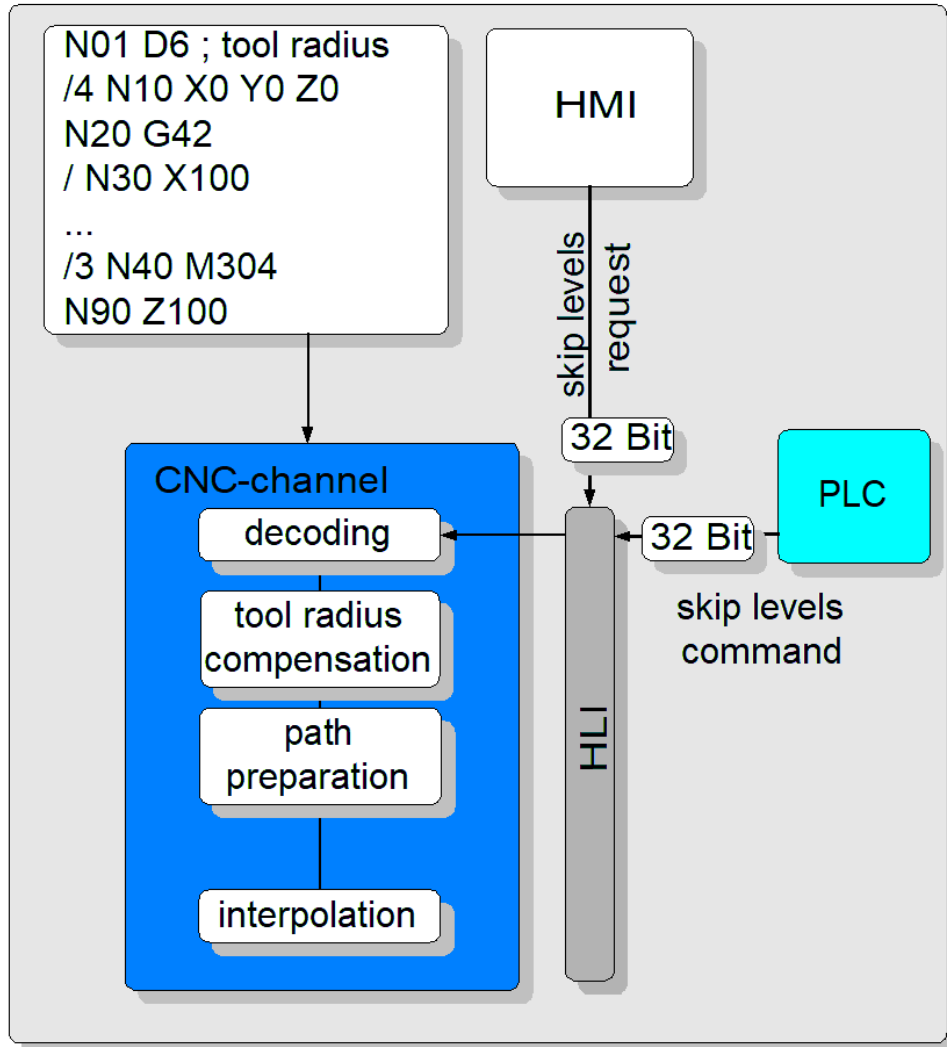 N01 D6 ; tool radius
/4 N10 X0 Y0 Z0
N20 G42
/ N30 X100
...
/3 N40 M304
N90 Z100
HMI
skip levels
request
32 Bit
CNC-channel
decoding
tool radius
compensation
path
preparation
interpolation
HLI
32 Bit
PLC
skip levels
command